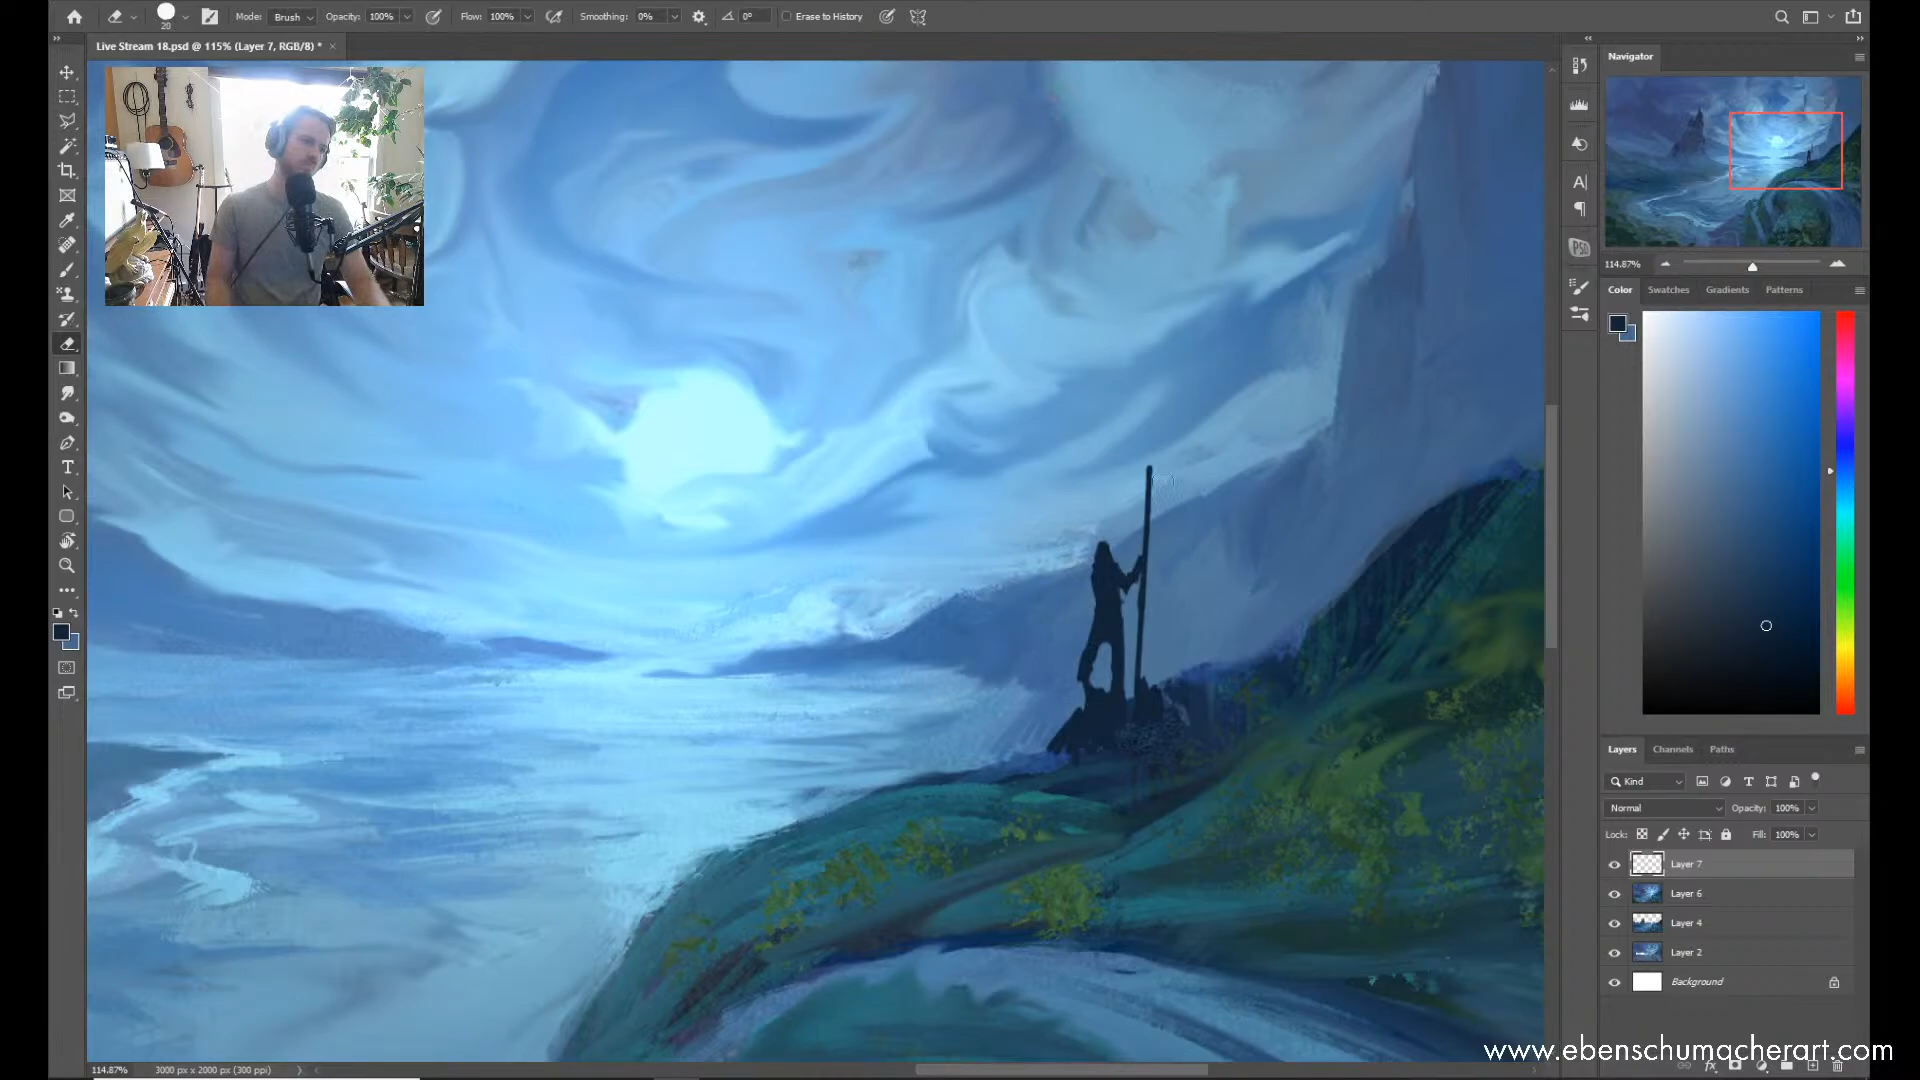 20
Mode: Brush Opacity: 100% Flow: 100% Smoothing: 0% 0° Erase to History
Live Stream 18.psd @ 115% (Layer 7, RGB/8) *
Navigator
114.87%
Color Swatches Gradients Patterns
Layers Channels Paths
Kind
Normal Opacity: 100%
Lock: Fill: 100%
Layer 7
Layer 6
Layer 4
Layer 2
Background
www.ebenschumacherart.com
114.87% 3000 px x 2000 px (300 ppi)